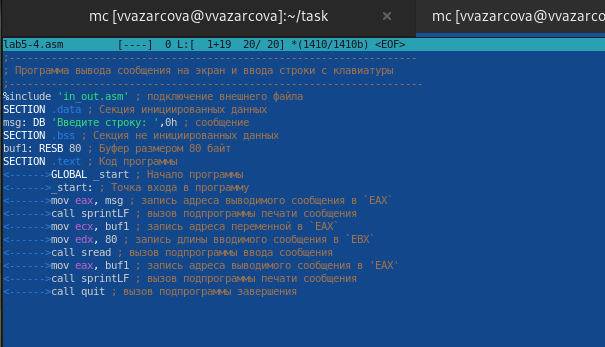 mc [vvazarcova@vvazarcova]:~/task × mc [vvazarcova@vvazarco
lab5-4.asm [----] 0 L:[ 1+19 20/ 20] *(1410/1410b) <EOF>
;--------------------------------------------------------------------
; Программа вывода сообщения на экран и ввода строки с клавиатуры
;---------------------------------------------------------------------
%include 'in_out.asm' ; подключение внешнего файла
SECTION .data ; Секция инициированных данных
msg: DB 'Введите строку: ',0h ; сообщение
SECTION .bss ; Секция не инициированных данных
buf1: RESB 80 ; Буфер размером 80 байт
SECTION .text ; Код программы
<------>GLOBAL _start ; Начало программы
<------>_start: ; Точка входа в программу
<------>mov eax, msg ; запись адреса выводимого сообщения в `EAX`
<------>call sprintLF ; вызов подпрограммы печати сообщения
<------>mov ecx, buf1 ; запись адреса переменной в `EAX`
<------>mov edx, 80 ; запись длины вводимого сообщения в `EBX`
<------>call sread ; вызов подпрограммы ввода сообщения
<------>mov eax, buf1 ; запись адреса выводимого сообщения в 'EAX'
<------>call sprintLF ; вызов подпрограммы печати сообщения
<------>call quit ; вызов подпрограммы завершения